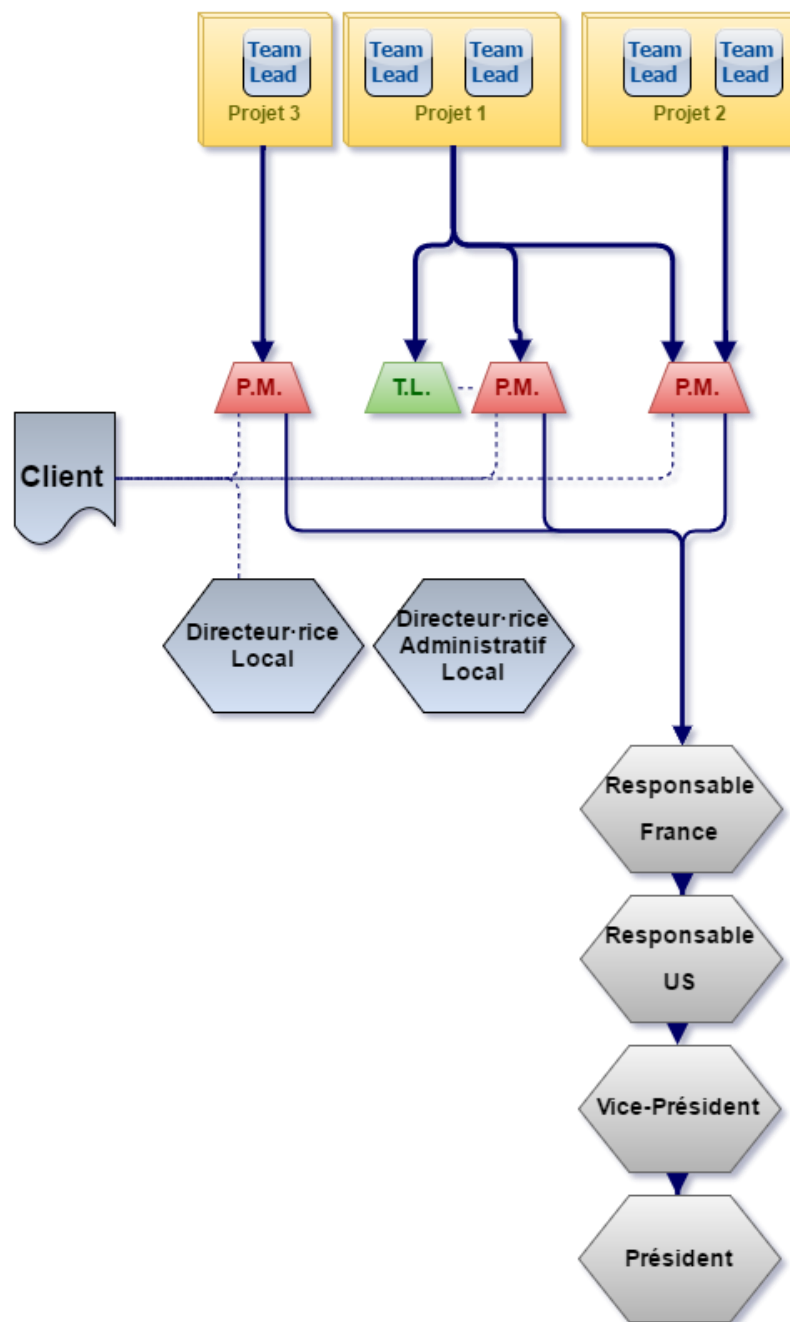 Team
Lead
Projet 3
Team
Lead
Team
Lead
Projet 1
Team
Lead
Team
Lead
Projet 2
P.M.
T.L.
P.M.
P.M.
Client
Directeur·rice
Local
Directeur·rice
Administratif
Local
Responsable
France
Responsable
US
Vice-Président
Président